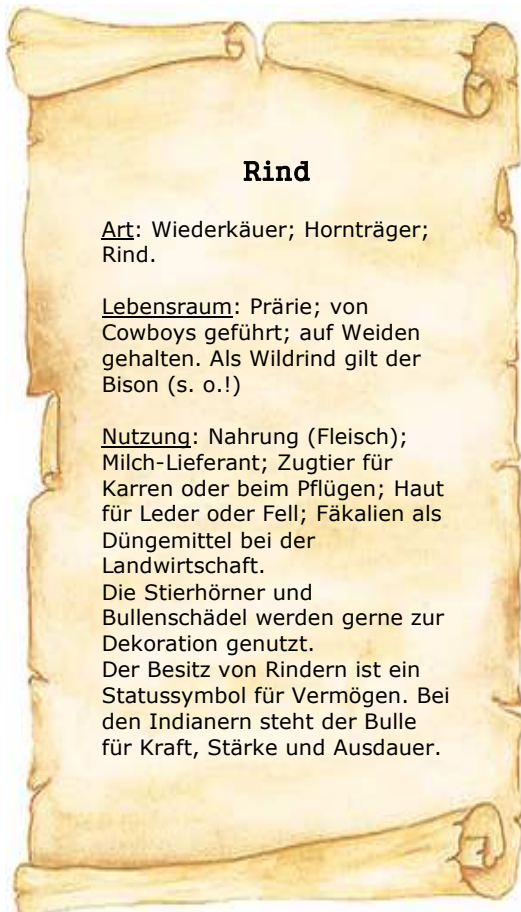 Rind
Art: Wiederkäuer; Hornträger;
Rind.
Lebensraum: Prärie; von
Cowboys geführt; auf Weiden
gehalten. Als Wildrind gilt der
Bison (s. o.!)
Nutzung: Nahrung (Fleisch);
Milch-Lieferant; Zugtier für
Karren oder beim Pflügen; Haut
für Leder oder Fell; Fäkalien als
Düngemittel bei der
Landwirtschaft.
Die Stierhörner und
Bullenschädel werden gerne zur
Dekoration genutzt.
Der Besitz von Rindern ist ein
Statussymbol für Vermögen. Bei
den Indianern steht der Bulle
für Kraft, Stärke und Ausdauer.